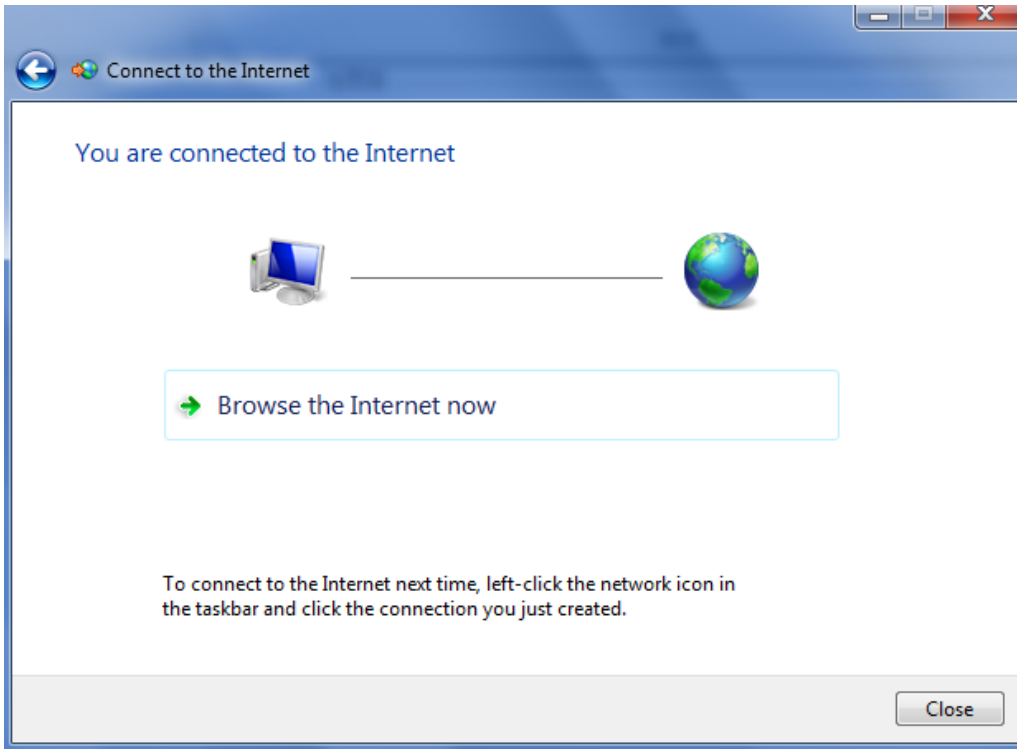 Connect to the Internet
You are connected to the Internet
Browse the Internet now
To connect to the Internet next time, left-click the network icon in
the taskbar and click the connection you just created.
Close